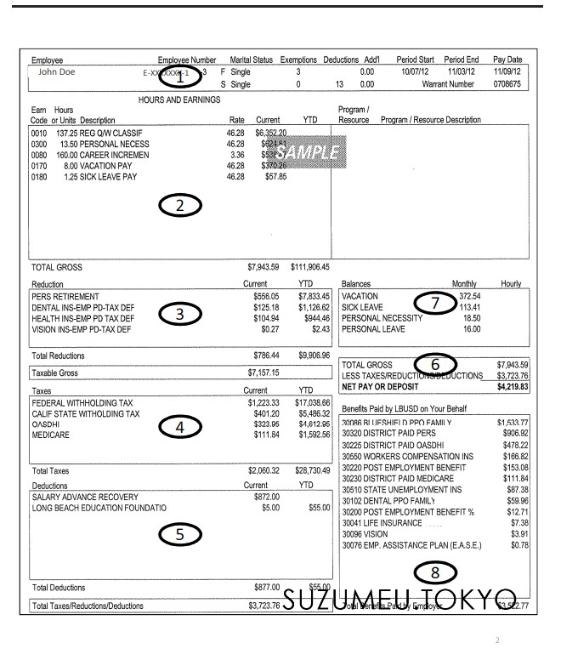 Employee Employee Number Marital Status Exemptions Deductions Addl Period Start Period End Pay Date
John Doe 1 3 F Single 3 0.00 10/07/12 11/03/12 11/09/12
S Single 0 13 0.00 Warrant Number 0708675
HOURS AND EARNINGS
Earn Hours Program /
Code or Units Description Rate Current YTD Resource Program / Resource Description
0010 137.25 REG Q/W CLASSIF 46.28 $6,352.20
0300 13.50 PERSONAL NECESS 46.28
0080 160.00 CAREER INCREMEN 3.36
SAMPLE
0170 8.00 VACATION PAY 46.28 $370.26
0180 1.25 SICK LEAVE PAY 46.28 $57.85
2
TOTAL GROSS $7,943.59 $111,906.45
Reduction Current YTD
PERS RETIREMENT $556.05 $7,833.45
DENTAL INS-EMP PD-TAX DEF $125.18 $1,126.62
HEALTH INS-EMP PD-TAX DEF $104.94 $944.46
VISION INS-EMP PD-TAX DEF $0.27 $2.43
3
Total Reductions $786.44 $9,906.96
Taxable Gross $7,157.15
Taxes Current YTD
FEDERAL WITHHOLDING TAX $1,223.33 $17,038.66
CALIF STATE WITHHOLDING TAX $401.20 $5,486.32
OASDHI $323.95 $4,612.95
MEDICARE $111.84 $1,592.56
4
Total Taxes $2,060.32 $28,730.49
Deductions Current YTD
SALARY ADVANCE RECOVERY $872.00
LONG BEACH EDUCATION FOUNDATIO $5.00 $55.00
5
Total Deductions $877.00 $55.00
Total Taxes/Reductions/Deductions $3,723.76
Balances Monthly Hourly
VACATION 372.54
SICK LEAVE 113.41
PERSONAL NECESSITY 18.50
PERSONAL LEAVE 16.00
7
TOTAL GROSS $7,943.59
LESS TAXES/REDUCTIONS/DEDUCTIONS $3,723.76
NET PAY OR DEPOSIT $4,219.83
6
Benefits Paid by LBUSD on Your Behalf
30086 BLUESHIELD PPO FAMILY $1,533.77
30320 DISTRICT PAID PERS $906.92
30225 DISTRICT PAID OASDHI $478.22
30550 WORKERS COMPENSATION INS $166.82
30220 POST EMPLOYMENT BENEFIT $153.08
30230 DISTRICT PAID MEDICARE $111.84
30510 STATE UNEMPLOYMENT INS $87.38
30102 DENTAL PPO FAMILY $59.96
30200 POST EMPLOYMENT BENEFIT % $12.71
30041 LIFE INSURANCE $7.38
30096 VISION $3.91
30076 EMP. ASSISTANCE PLAN (E.A.S.E.) $0.78
8
Total Benefits Paid by Employer
SUZUMEU.TOKYO
2